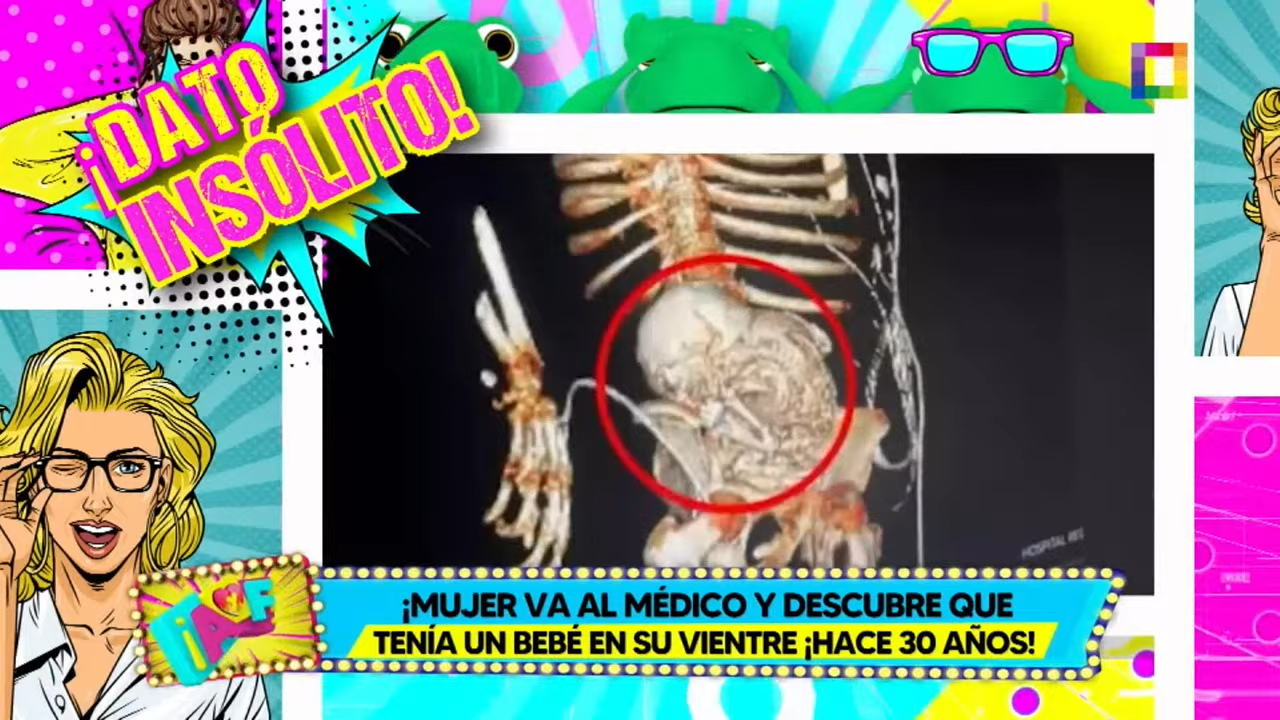 ¡DATO
INSÓLITO!
¡MUJER VA AL MÉDICO Y DESCUBRE QUE
TENÍA UN BEBÉ EN SU VIENTRE ¡HACE 30 AÑOS!